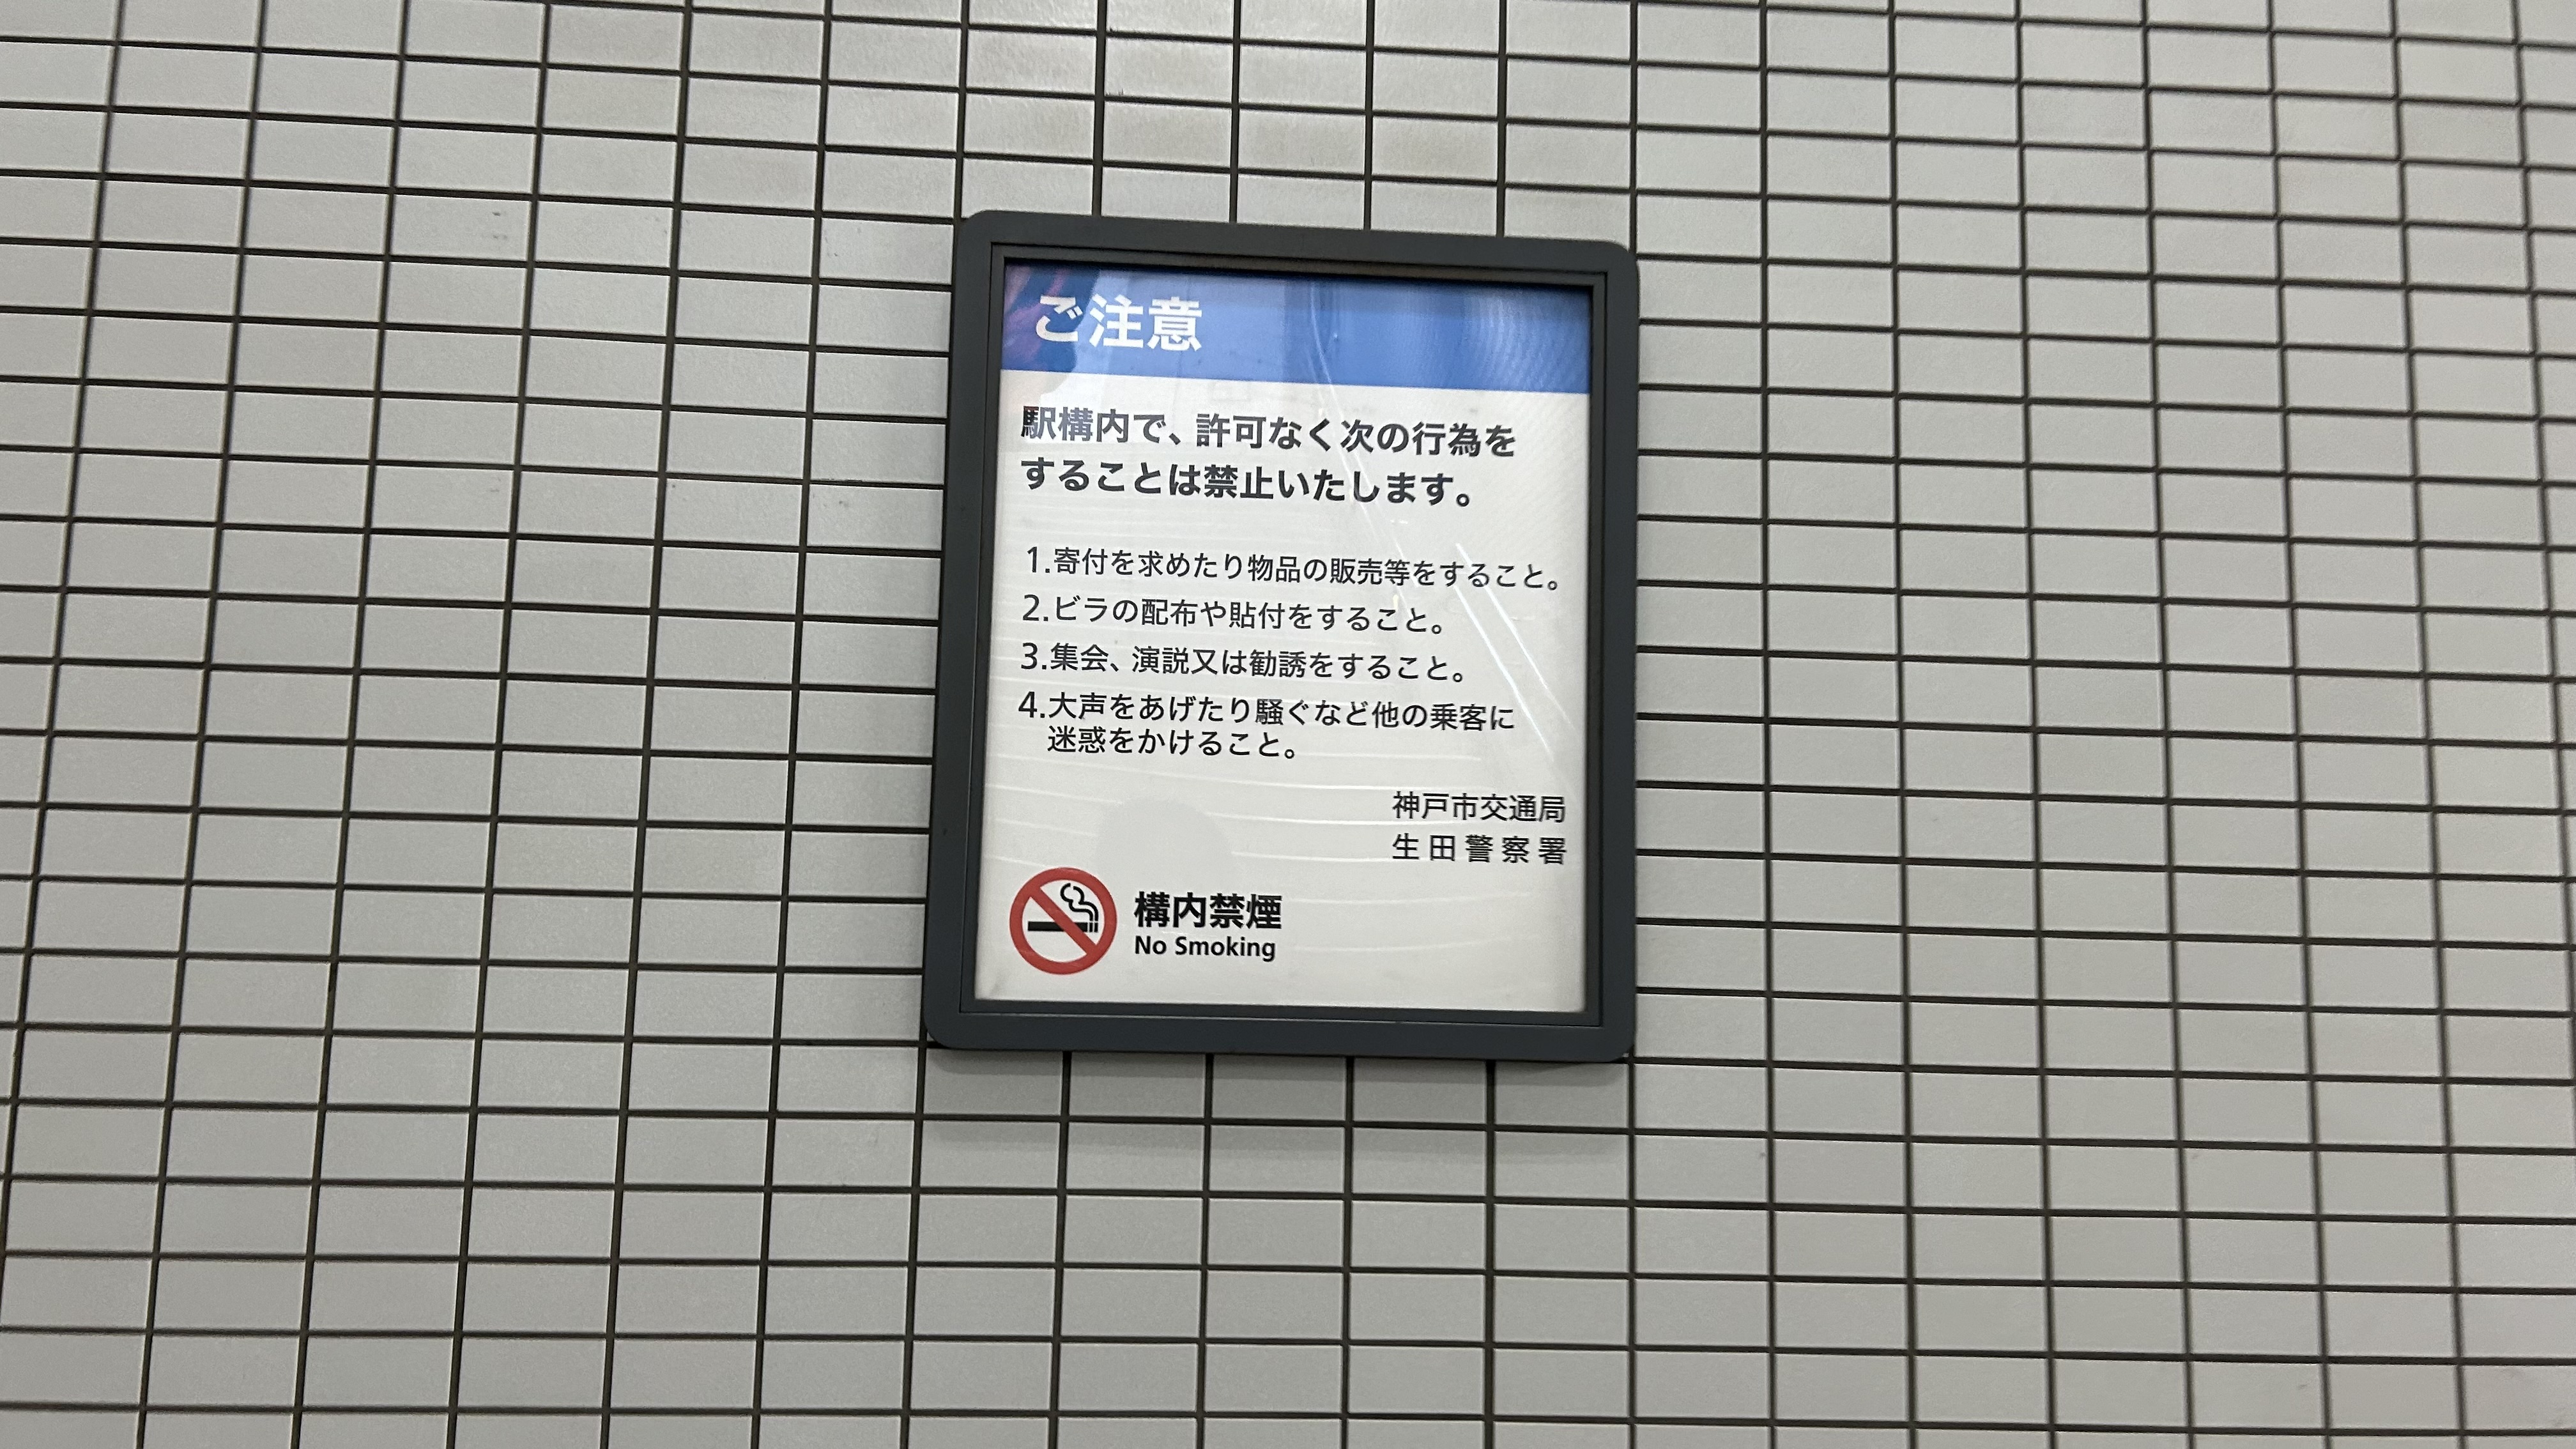 ご注意
駅構内で、許可なく次の行為を
することは禁止いたします。
1.寄付を求めたり物品の販売等をすること。
2.ビラの配布や貼付をすること。
3.集会、演説又は勧誘をすること。
4.大声をあげたり騒ぐなど他の乗客に
迷惑をかけること。
神戸市交通局
生田警察署
構内禁煙
No Smoking